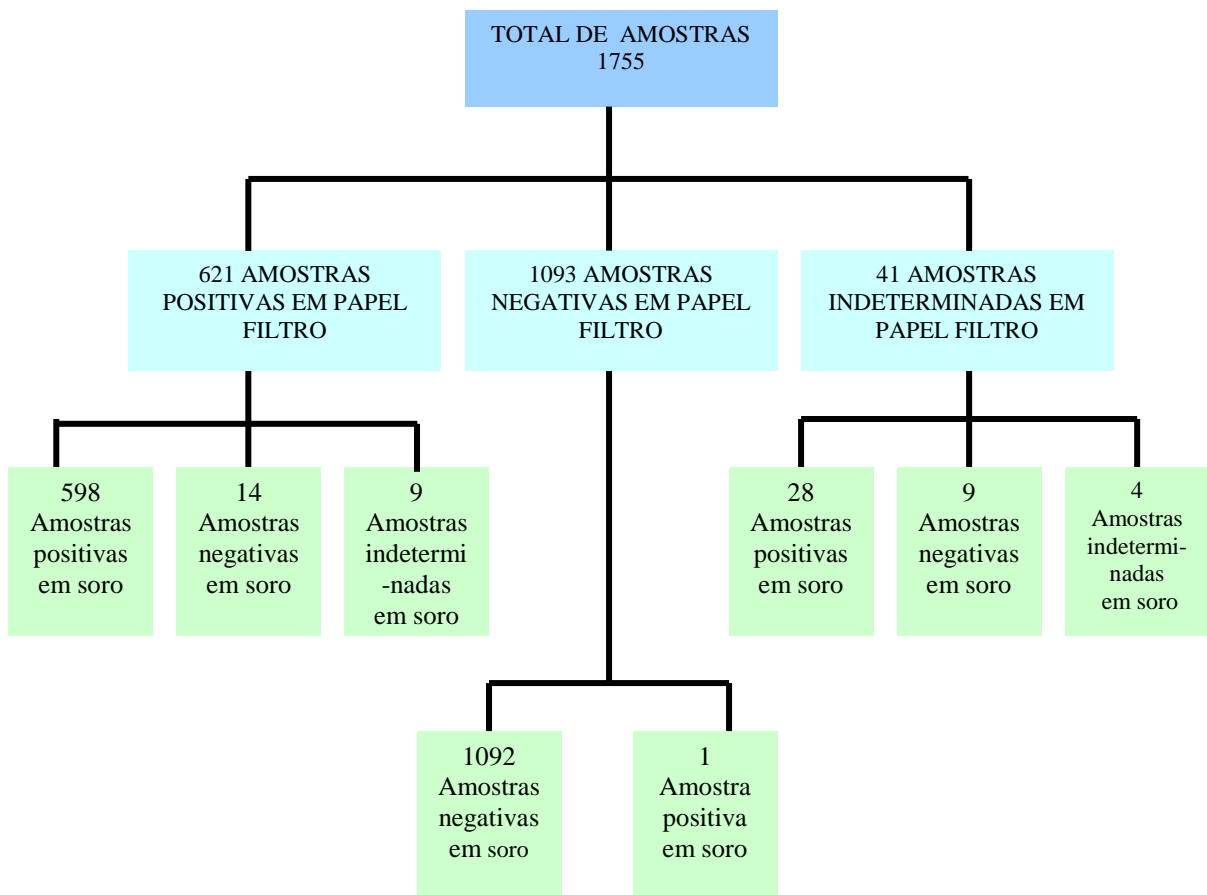 TOTAL DE AMOSTRAS
1755
621 AMOSTRAS
POSITIVAS EM PAPEL
FILTRO
1093 AMOSTRAS
NEGATIVAS EM PAPEL
FILTRO
41 AMOSTRAS
INDETERMINADAS EM
PAPEL FILTRO
598
Amostras
positivas
em soro
14
Amostras
negativas
em soro
9
Amostras
indetermi
-nadas
em soro
28
Amostras
positivas
em soro
9
Amostras
negativas
em soro
4
Amostras
indetermi-
nadas
em soro
1092
Amostras
negativas
em soro
1
Amostra
positiva
em soro